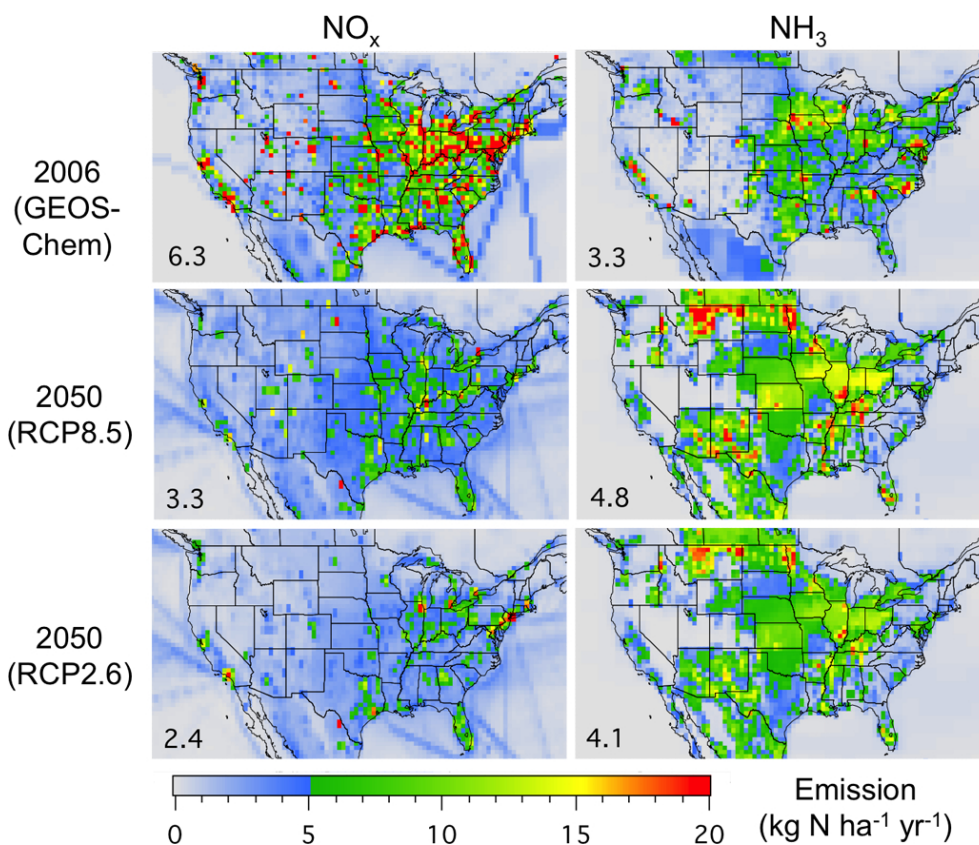 NOₓ
NH₃
2006
(GEOS-
Chem)
6.3
3.3
2050
(RCP8.5)
3.3
4.8
2050
(RCP2.6)
2.4
4.1
0 5 10 15 20
Emission
(kg N ha⁻¹ yr⁻¹)